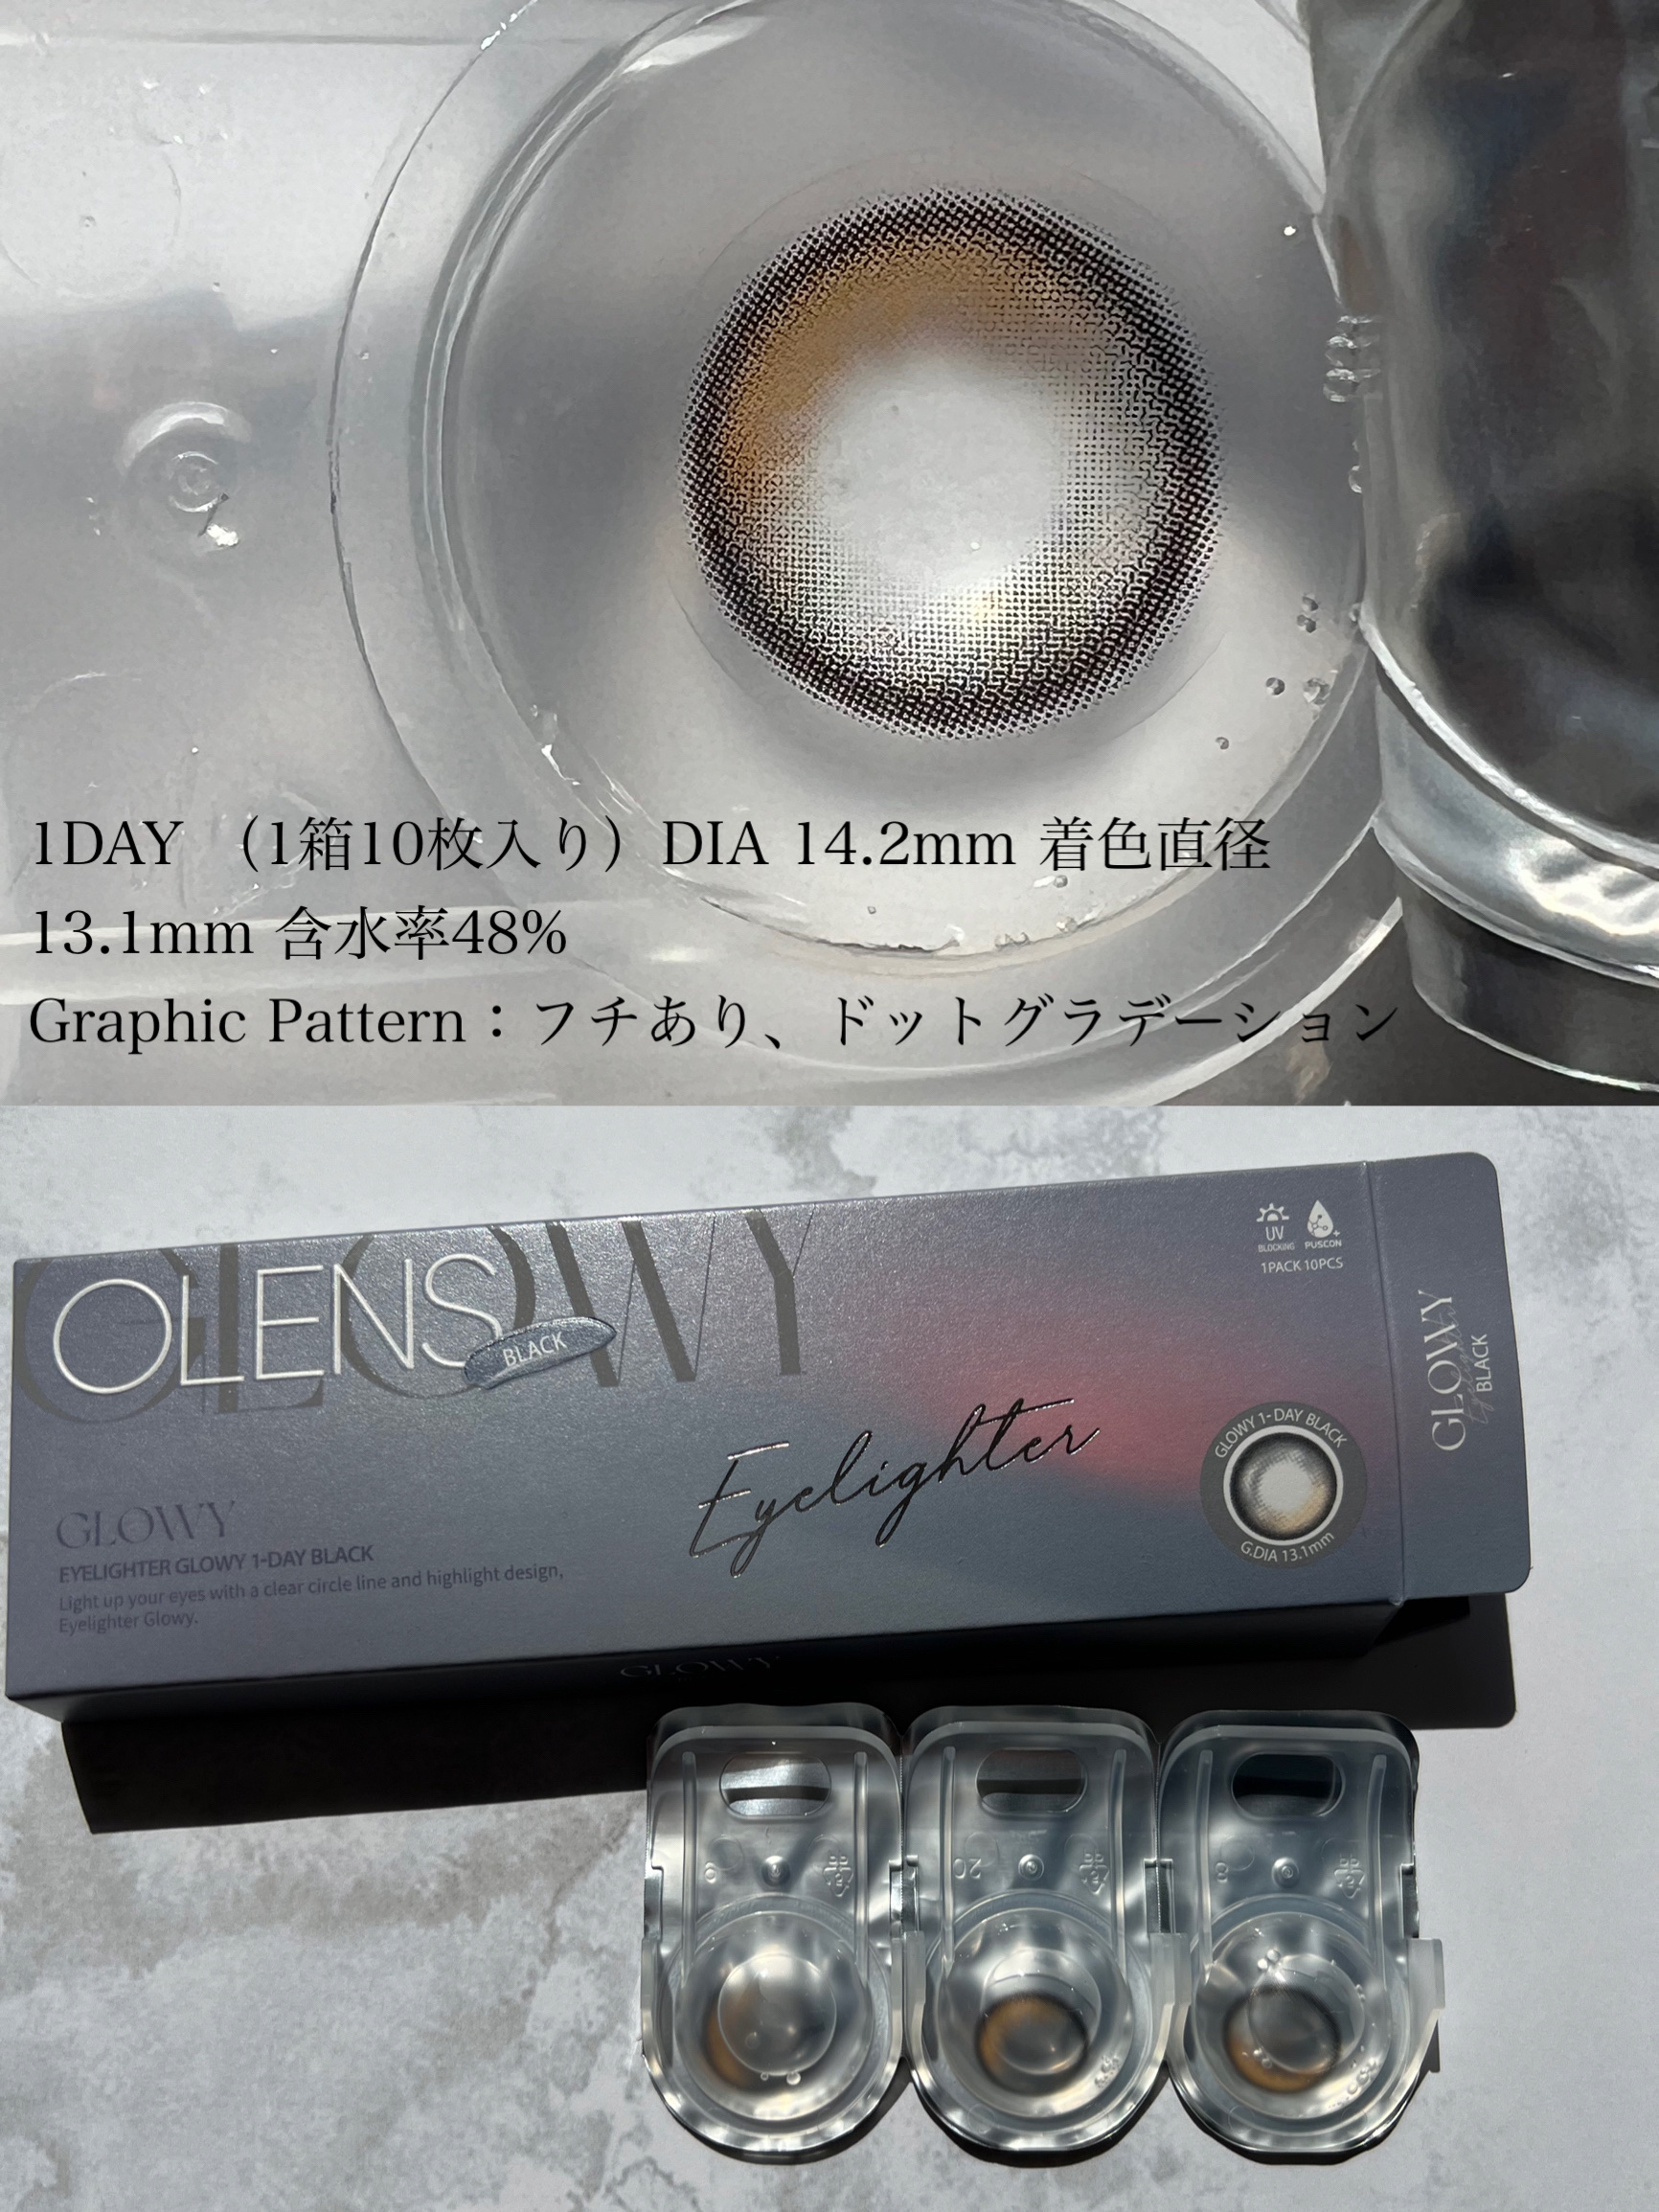 1DAY （1箱10枚入り）DIA 14.2mm 着色直径
13.1mm 含水率48%
Graphic Pattern：フチあり、ドットグラデーション
GLOWY
OLENS
BLACK
UV
BLOCKING
PUSCON
1PACK 10PCS
Eyelighter
GLOWY 1-DAY BLACK
G.DIA 13.1mm
GLOWY
EYELIGHTER GLOWY 1-DAY BLACK
Light up your eyes with a clear circle line and highlight design,
Eyelighter Glowy.
GLOWY
Eyelighter
BLACK
GLOWY
20
8